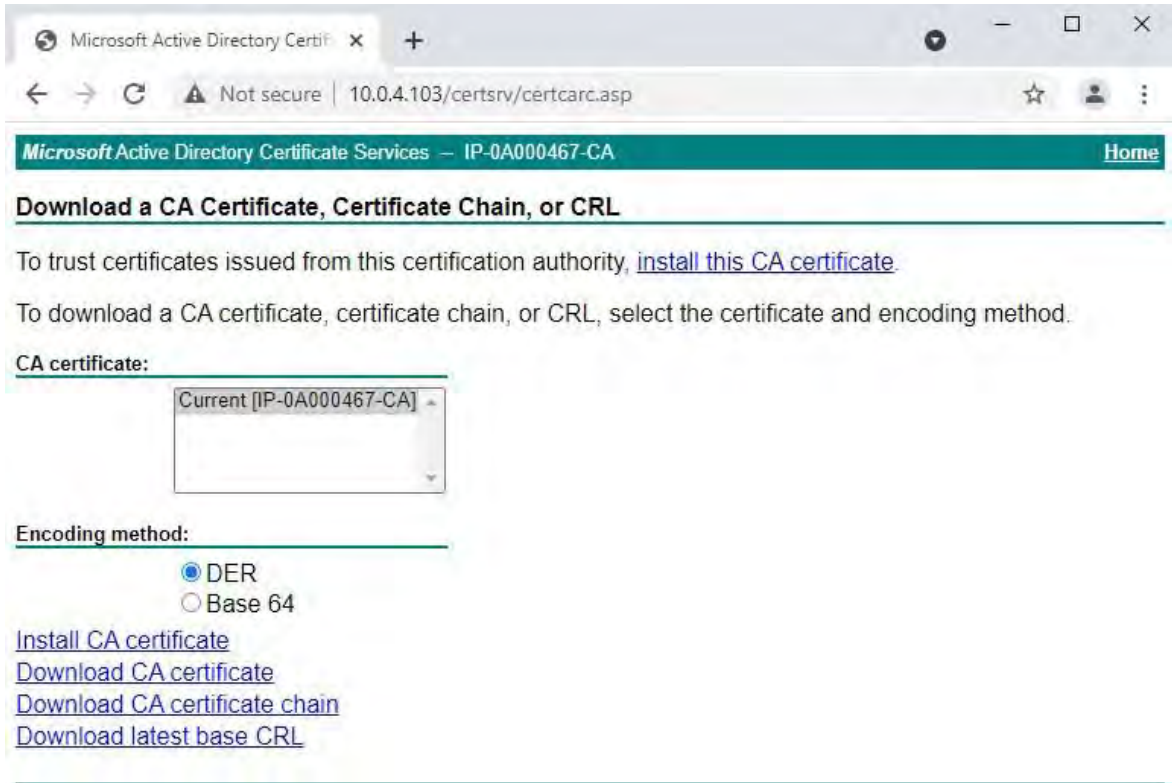 Microsoft Active Directory Certif
Not secure | 10.0.4.103/certsrv/certcarc.asp
Microsoft Active Directory Certificate Services – IP-0A000467-CA Home
Download a CA Certificate, Certificate Chain, or CRL
To trust certificates issued from this certification authority, install this CA certificate.
To download a CA certificate, certificate chain, or CRL, select the certificate and encoding method.
CA certificate:
Current [IP-0A000467-CA]
Encoding method:
DER
Base 64
Install CA certificate
Download CA certificate
Download CA certificate chain
Download latest base CRL